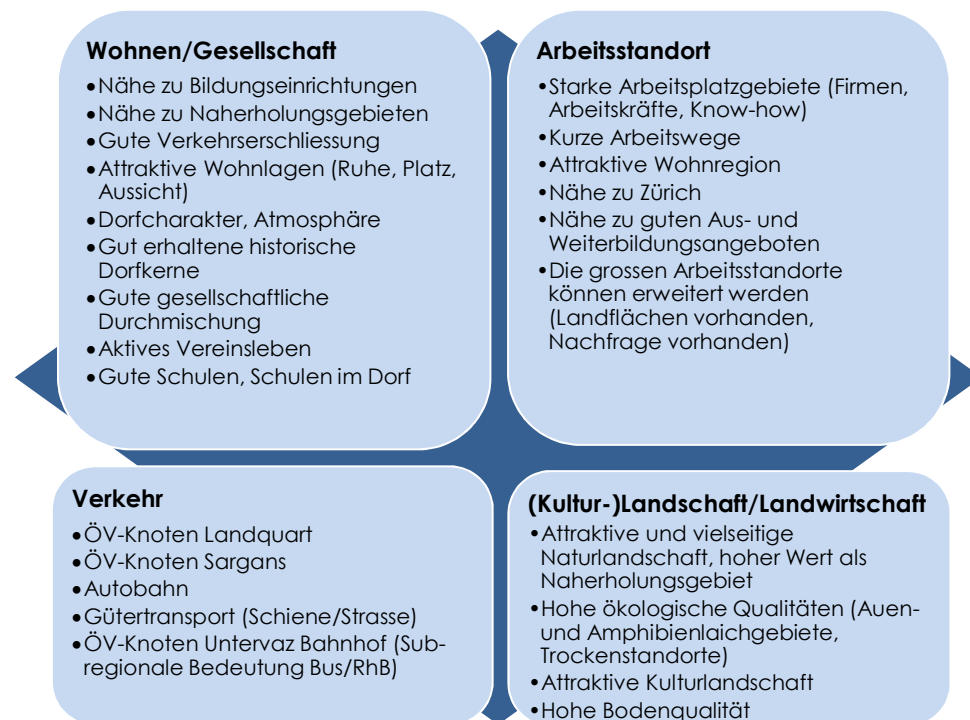 Wohnen/Gesellschaft
•Nähe zu Bildungseinrichtungen
•Nähe zu Naherholungsgebieten
•Gute Verkehrserschliessung
•Attraktive Wohnlagen (Ruhe, Platz,
Aussicht)
•Dorfcharakter, Atmosphäre
•Gut erhaltene historische
Dorfkerne
•Gute gesellschaftliche
Durchmischung
•Aktives Vereinsleben
•Gute Schulen, Schulen im Dorf
Arbeitsstandort
•Starke Arbeitsplatzgebiete (Firmen,
Arbeitskräfte, Know-how)
•Kurze Arbeitswege
•Attraktive Wohnregion
•Nähe zu Zürich
•Nähe zu guten Aus- und
Weiterbildungsangeboten
•Die grossen Arbeitsstandorte
können erweitert werden
(Landflächen vorhanden,
Nachfrage vorhanden)
Verkehr
•ÖV-Knoten Landquart
•ÖV-Knoten Sargans
•Autobahn
•Gütertransport (Schiene/Strasse)
•ÖV-Knoten Untervaz Bahnhof (Sub-
regionale Bedeutung Bus/RhB)
(Kultur-)Landschaft/Landwirtschaft
•Attraktive und vielseitige
Naturlandschaft, hoher Wert als
Naherholungsgebiet
•Hohe ökologische Qualitäten (Auen-
und Amphibienlaichgebiete,
Trockenstandorte)
•Attraktive Kulturlandschaft
•Hohe Bodenqualität